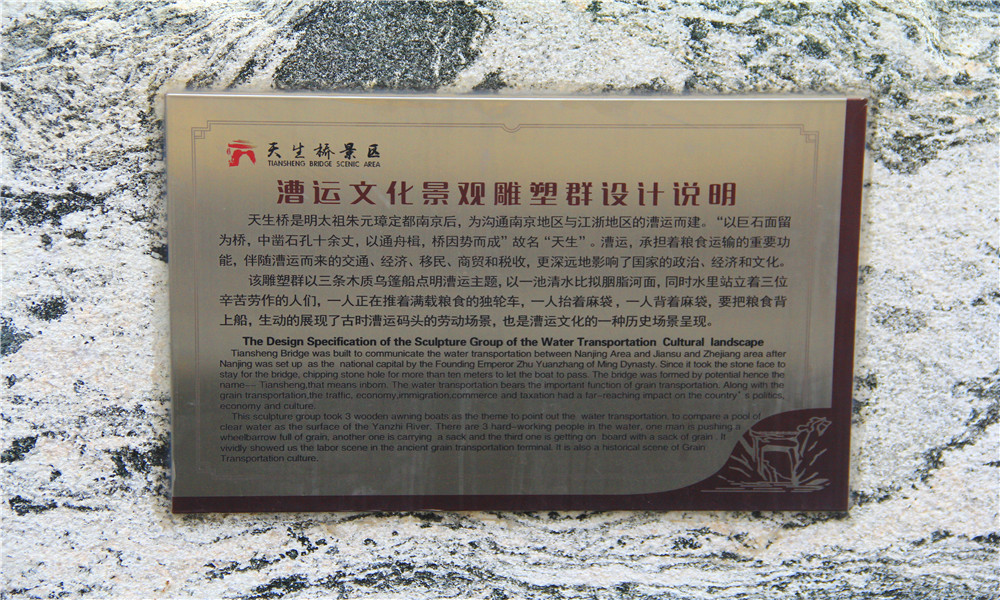 天生桥景区
TIANSHENG BRIDGE SCENIC AREA
漕运文化景观雕塑群设计说明
天生桥是明太祖朱元璋定都南京后，为沟通南京地区与江浙地区的漕运而建。“以巨石面留
为桥，中凿石孔十余丈，以通舟楫，桥因势而成”故名“天生”。漕运，承担着粮食运输的重要功
能，伴随漕运而来的交通、经济、移民、商贸和税收，更深远地影响了国家的政治、经济和文化。
该雕塑群以三条木质乌篷船点明漕运主题，以一池清水比拟胭脂河面，同时水里站立着三位
辛苦劳作的人们，一人正在推着满载粮食的独轮车，一人抬着麻袋，一人背着麻袋，要把粮食背
上船，生动的展现了古时漕运码头的劳动场景，也是漕运文化的一种历史场景呈现。
The Design Specification of the Sculpture Group of the Water Transportation Cultural landscape
Tiansheng Bridge was built to communicate the water transportation between Nanjing Area and Jiansu and Zhejiang area after
Nanjing was set up as the national capital by the Founding Emperor Zhu Yuanzhang of Ming Dynasty. Since it took the stone face to
stay for the bridge, chipping stone hole for more than ten meters to let the boat to pass. The bridge was formed by potential hence the
name—— Tiansheng,that means inborn. The water transportation bears the important function of grain transportation. Along with the
grain transportation,the traffic, economy,immigration,commerce and taxation had a far-reaching impact on the country’s politics,
economy and culture.
This sculpture group took 3 wooden awning boats as the theme to point out the water transportation, to compare a pool of
clear water as the surface of the Yanzhi River. There are 3 hard-working people in the water, one man is pushing a
wheelbarrow full of grain, another one is carrying a sack and the third one is getting on board with a sack of grain . It
vividly showed us the labor scene in the ancient grain transportation terminal. It is also a historical scene of Grain
Transportation culture.